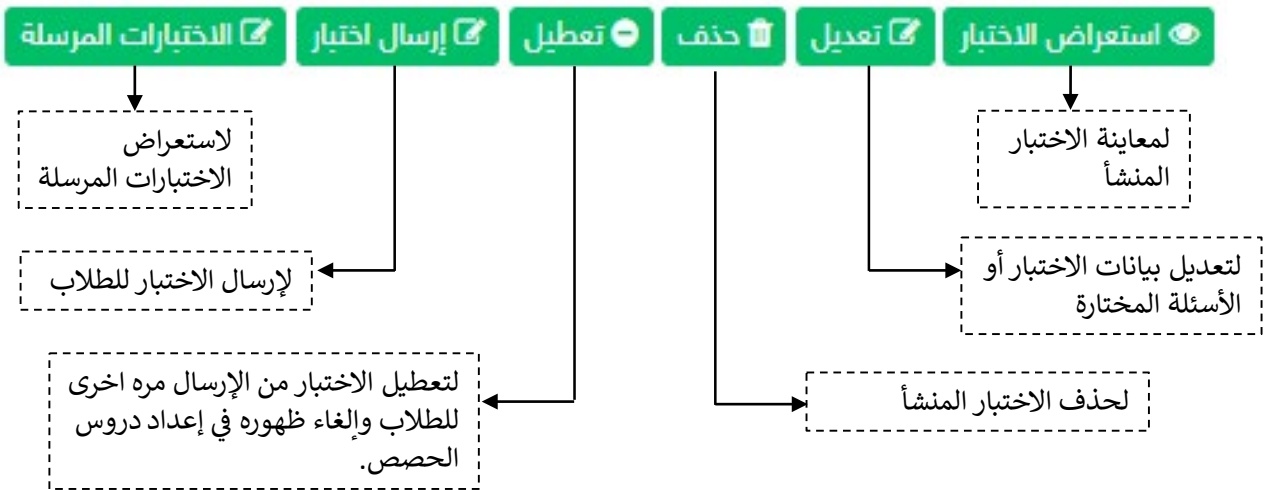 استعراض الاختبار
تعديل
حذف
تعطيل
إرسال اختبار
الاختبارات المرسلة
لمعاينة الاختبار
المنشأ
لاستعراض
الاختبارات المرسلة
لتعديل بيانات الاختبار أو
الأسئلة المختارة
لإرسال الاختبار للطلاب
لحذف الاختبار المنشأ
لتعطيل الاختبار من الإرسال مره اخرى
للطلاب وإلغاء ظهوره في إعداد دروس
الحصص.